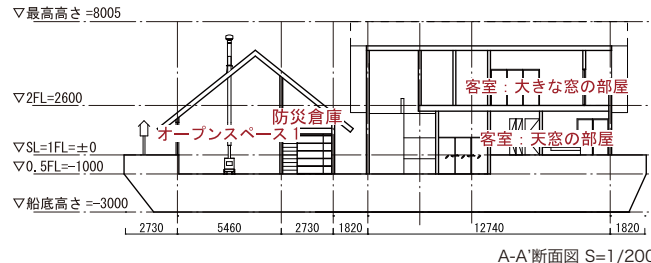 ▽最高高さ=8005
▽2FL=2600
客室：大きな窓の部屋
防災倉庫
オープンスペース1
客室：天窓の部屋
▽SL=1FL=±0
▽0.5FL=-1000
▽船底高さ=-3000
2730 5460 2730 1820 12740 1820
A-A'断面図 S=1/200